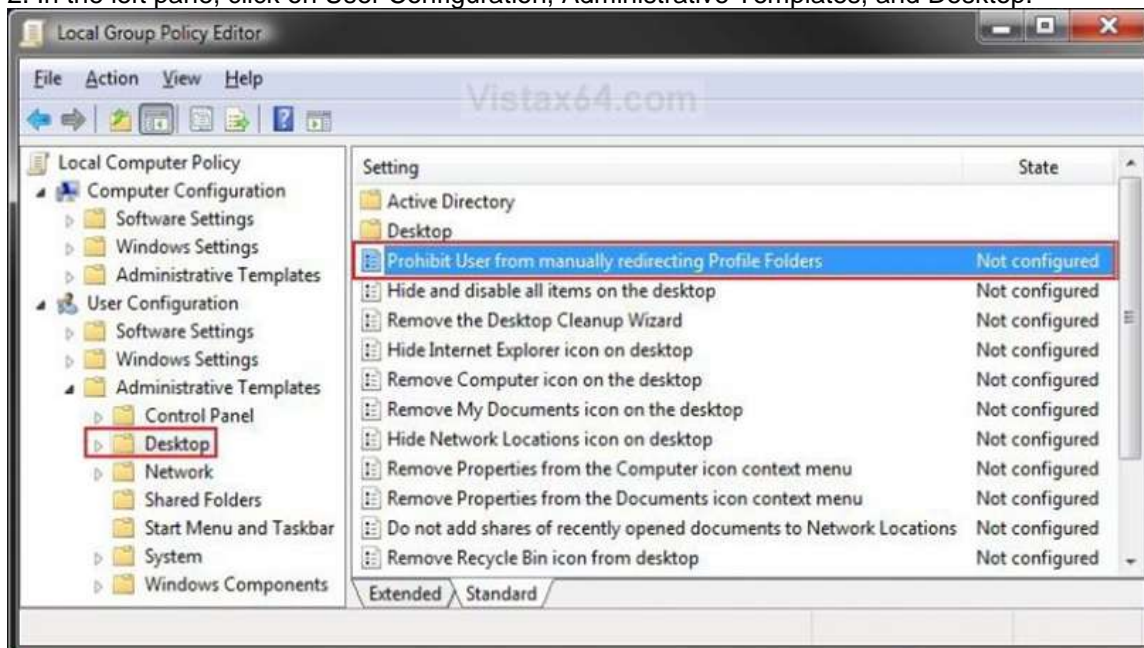 2. In the left pane, click on User Configuration, Administrative Templates, and Desktop.
Local Group Policy Editor
File Action View Help
Vistax64.com
Local Computer Policy
Computer Configuration
Software Settings
Windows Settings
Administrative Templates
User Configuration
Software Settings
Windows Settings
Administrative Templates
Control Panel
Desktop
Network
Shared Folders
Start Menu and Taskbar
System
Windows Components
Setting State
Active Directory
Desktop
Prohibit User from manually redirecting Profile Folders Not configured
Hide and disable all items on the desktop Not configured
Remove the Desktop Cleanup Wizard Not configured
Hide Internet Explorer icon on desktop Not configured
Remove Computer icon on the desktop Not configured
Remove My Documents icon on the desktop Not configured
Hide Network Locations icon on desktop Not configured
Remove Properties from the Computer icon context menu Not configured
Remove Properties from the Documents icon context menu Not configured
Do not add shares of recently opened documents to Network Locations Not configured
Remove Recycle Bin icon from desktop Not configured
Extended Standard